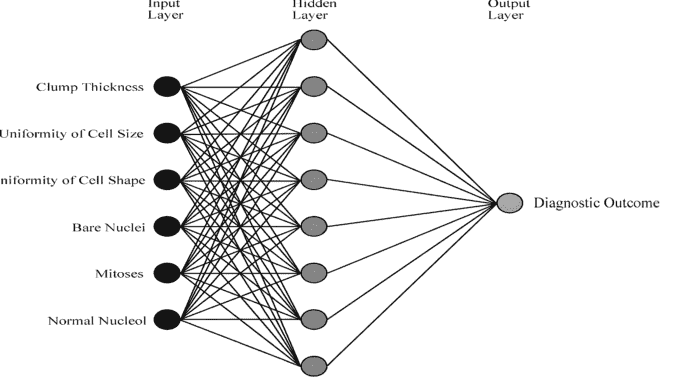 Input
Layer
Hidden
Layer
Output
Layer
Clump Thickness
Uniformity of Cell Size
niformity of Cell Shape
Bare Nuclei
Mitoses
Normal Nucleol
Diagnostic Outcome